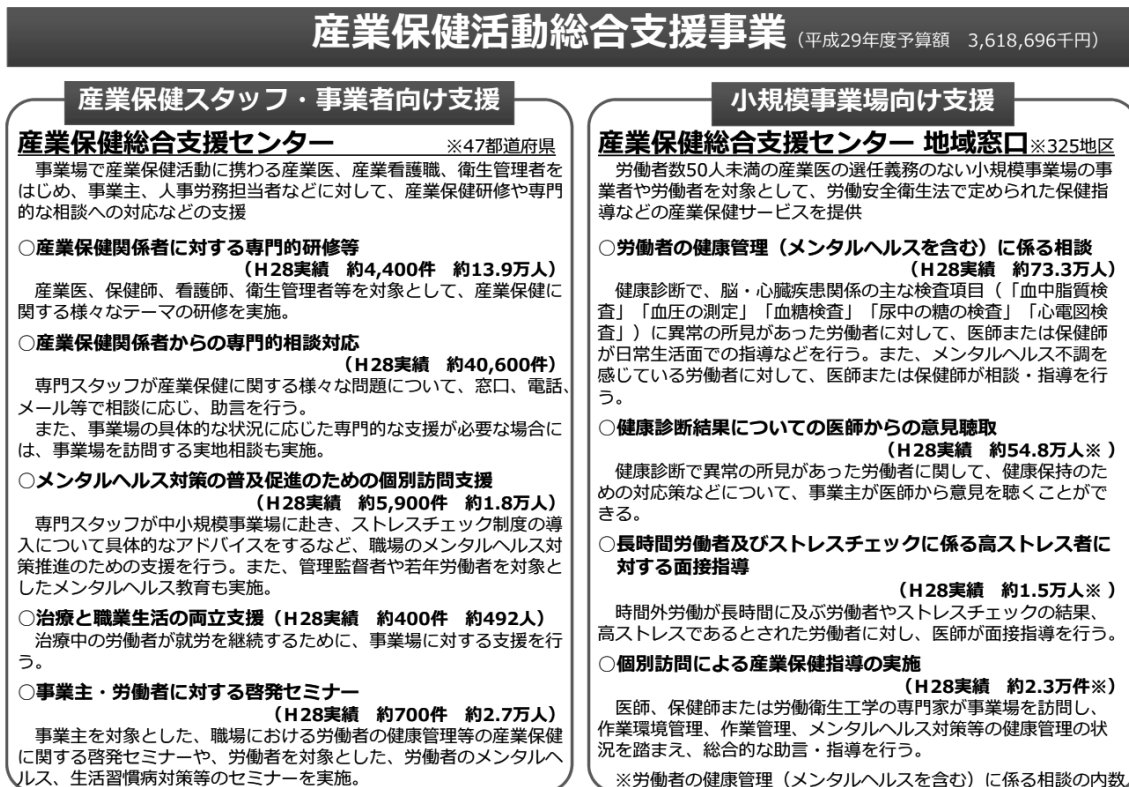 産業保健活動総合支援事業（平成29年度予算額　3,618,696千円）
産業保健スタッフ・事業者向け支援
産業保健総合支援センター　※47都道府県
　事業場で産業保健活動に携わる産業医、産業看護職、衛生管理者を
はじめ、事業主、人事労務担当者などに対して、産業保健研修や専門
的な相談への対応などの支援
○産業保健関係者に対する専門的研修等
（H28実績　約4,400件　約13.9万人）
　産業医、保健師、看護師、衛生管理者等を対象として、産業保健に
関する様々なテーマの研修を実施。
○産業保健関係者からの専門的相談対応
（H28実績　約40,600件）
　専門スタッフが産業保健に関する様々な問題について、窓口、電話、
メール等で相談に応じ、助言を行う。
　また、事業場の具体的な状況に応じた専門的な支援が必要な場合に
は、事業場を訪問する実地相談も実施。
○メンタルヘルス対策の普及促進のための個別訪問支援
（H28実績　約5,900件　約1.8万人）
　専門スタッフが中小規模事業場に赴き、ストレスチェック制度の導
入について具体的なアドバイスをするなど、職場のメンタルヘルス対
策推進のための支援を行う。また、管理監督者や若年労働者を対象と
したメンタルヘルス教育も実施。
○治療と職業生活の両立支援（H28実績　約400件　約492人）
　治療中の労働者が就労を継続するために、事業場に対する支援を行
う。
○事業主・労働者に対する啓発セミナー
（H28実績　約700件　約2.7万人）
　事業主を対象とした、職場における労働者の健康管理等の産業保健
に関する啓発セミナーや、労働者を対象とした、労働者のメンタルヘ
ルス、生活習慣病対策等のセミナーを実施。
小規模事業場向け支援
産業保健総合支援センター 地域窓口※325地区
　労働者数50人未満の産業医の選任義務のない小規模事業場の事
業者や労働者を対象として、労働安全衛生法で定められた保健指
導などの産業保健サービスを提供
○労働者の健康管理（メンタルヘルスを含む）に係る相談
（H28実績　約73.3万人）
　健康診断で、脳・心臓疾患関係の主な検査項目（「血中脂質検
査」「血圧の測定」「血糖検査」「尿中の糖の検査」「心電図検
査」）に異常の所見があった労働者に対して、医師または保健師
が日常生活面での指導などを行う。また、メンタルヘルス不調を
感じている労働者に対して、医師または保健師が相談・指導を行
う。
○健康診断結果についての医師からの意見聴取
（H28実績　約54.8万人※ ）
　健康診断で異常の所見があった労働者に関して、健康保持のた
めの対応策などについて、事業主が医師から意見を聴くことがで
きる。
○長時間労働者及びストレスチェックに係る高ストレス者に
対する面接指導
（H28実績　約1.5万人※ ）
　時間外労働が長時間に及ぶ労働者やストレスチェックの結果、
高ストレスであるとされた労働者に対し、医師が面接指導を行う。
○個別訪問による産業保健指導の実施
（H28実績　約2.3万件※）
　医師、保健師または労働衛生工学の専門家が事業場を訪問し、
作業環境管理、作業管理、メンタルヘルス対策等の健康管理の状
況を踏まえ、総合的な助言・指導を行う。
※労働者の健康管理（メンタルヘルスを含む）に係る相談の内数